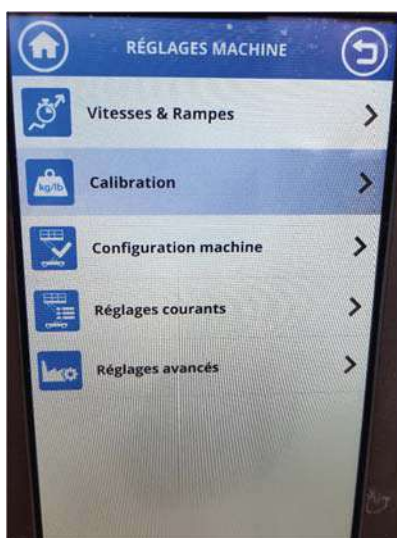 RÉGLAGES MACHINE
Vitesses & Rampes
kg/lb
Calibration
Configuration machine
Réglages courants
Réglages avancés